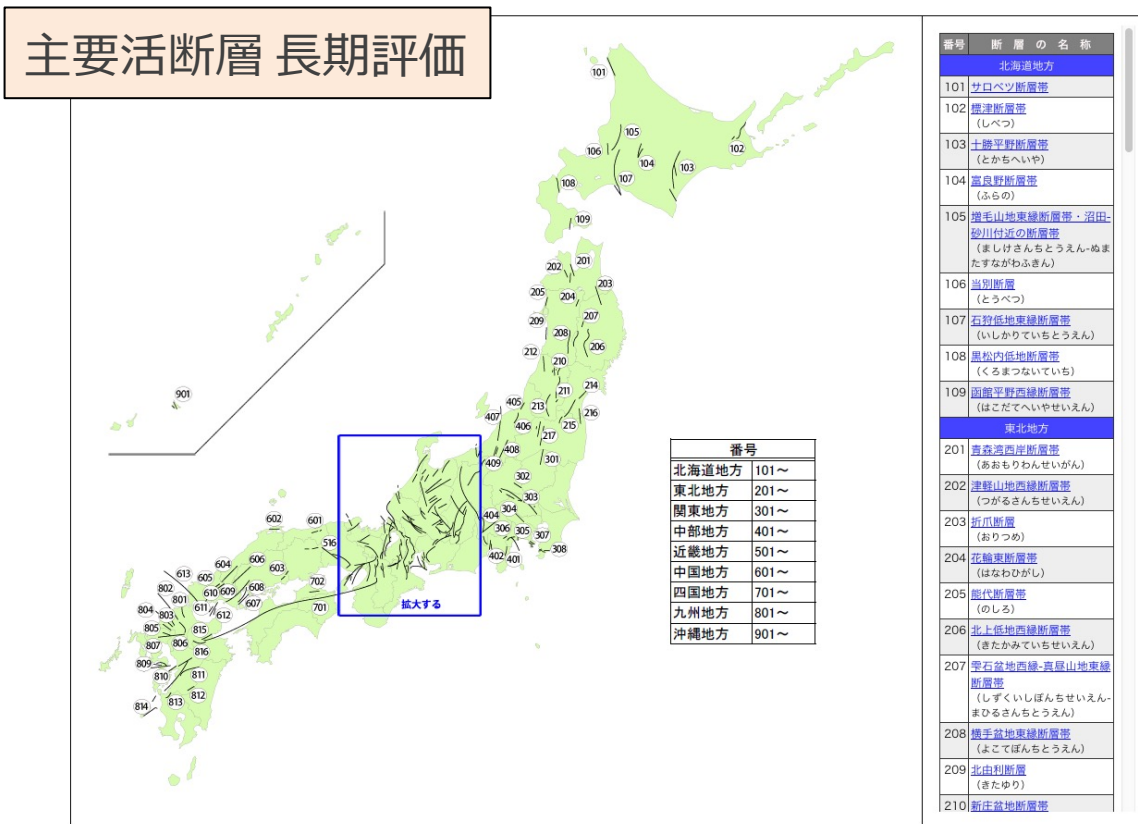 主要活断層 長期評価
101
105
106
102
104
103
107
108
109
201
202
203
205
204
207
209
208
206
212
210
211
214
405
213
407
216
406
215
217
408
409
301
302
303
304
404
306
305
307
308
402
401
901
602
601
516
604
606
613
605
603
702
802
610
609
608
801
804
803
611
612
607
701
805
815
807
806
816
809
810
811
812
814
813
拡大する
番号
北海道地方 101～
東北地方 201～
関東地方 301～
中部地方 401～
近畿地方 501～
中国地方 601～
四国地方 701～
九州地方 801～
沖縄地方 901～
番号 断 層 の 名 称
北海道地方
101 サロベツ断層帯
102 標津断層帯
（しべつ）
103 十勝平野断層帯
（とかちへいや）
104 富良野断層帯
（ふらの）
105 増毛山地東縁断層帯・沼田-
砂川付近の断層帯
（ましけさんちとうえん-ぬま
たすながわふきん）
106 当別断層
（とうべつ）
107 石狩低地東縁断層帯
（いしかりていちとうえん）
108 黒松内低地断層帯
（くろまつないていち）
109 函館平野西縁断層帯
（はこだてへいやせいえん）
東北地方
201 青森湾西岸断層帯
（あおもりわんせいがん）
202 津軽山地西縁断層帯
（つがるさんちせいえん）
203 折爪断層
（おりつめ）
204 花輪東断層帯
（はなわひがし）
205 能代断層帯
（のしろ）
206 北上低地西縁断層帯
（きたかみていちせいえん）
207 雫石盆地西縁-真昼山地東縁
断層帯
（しずくいしぼんちせいえん-
まひるさんちとうえん）
208 横手盆地東縁断層帯
（よこてぼんちとうえん）
209 北由利断層
（きたゆり）
210 新庄盆地断層帯